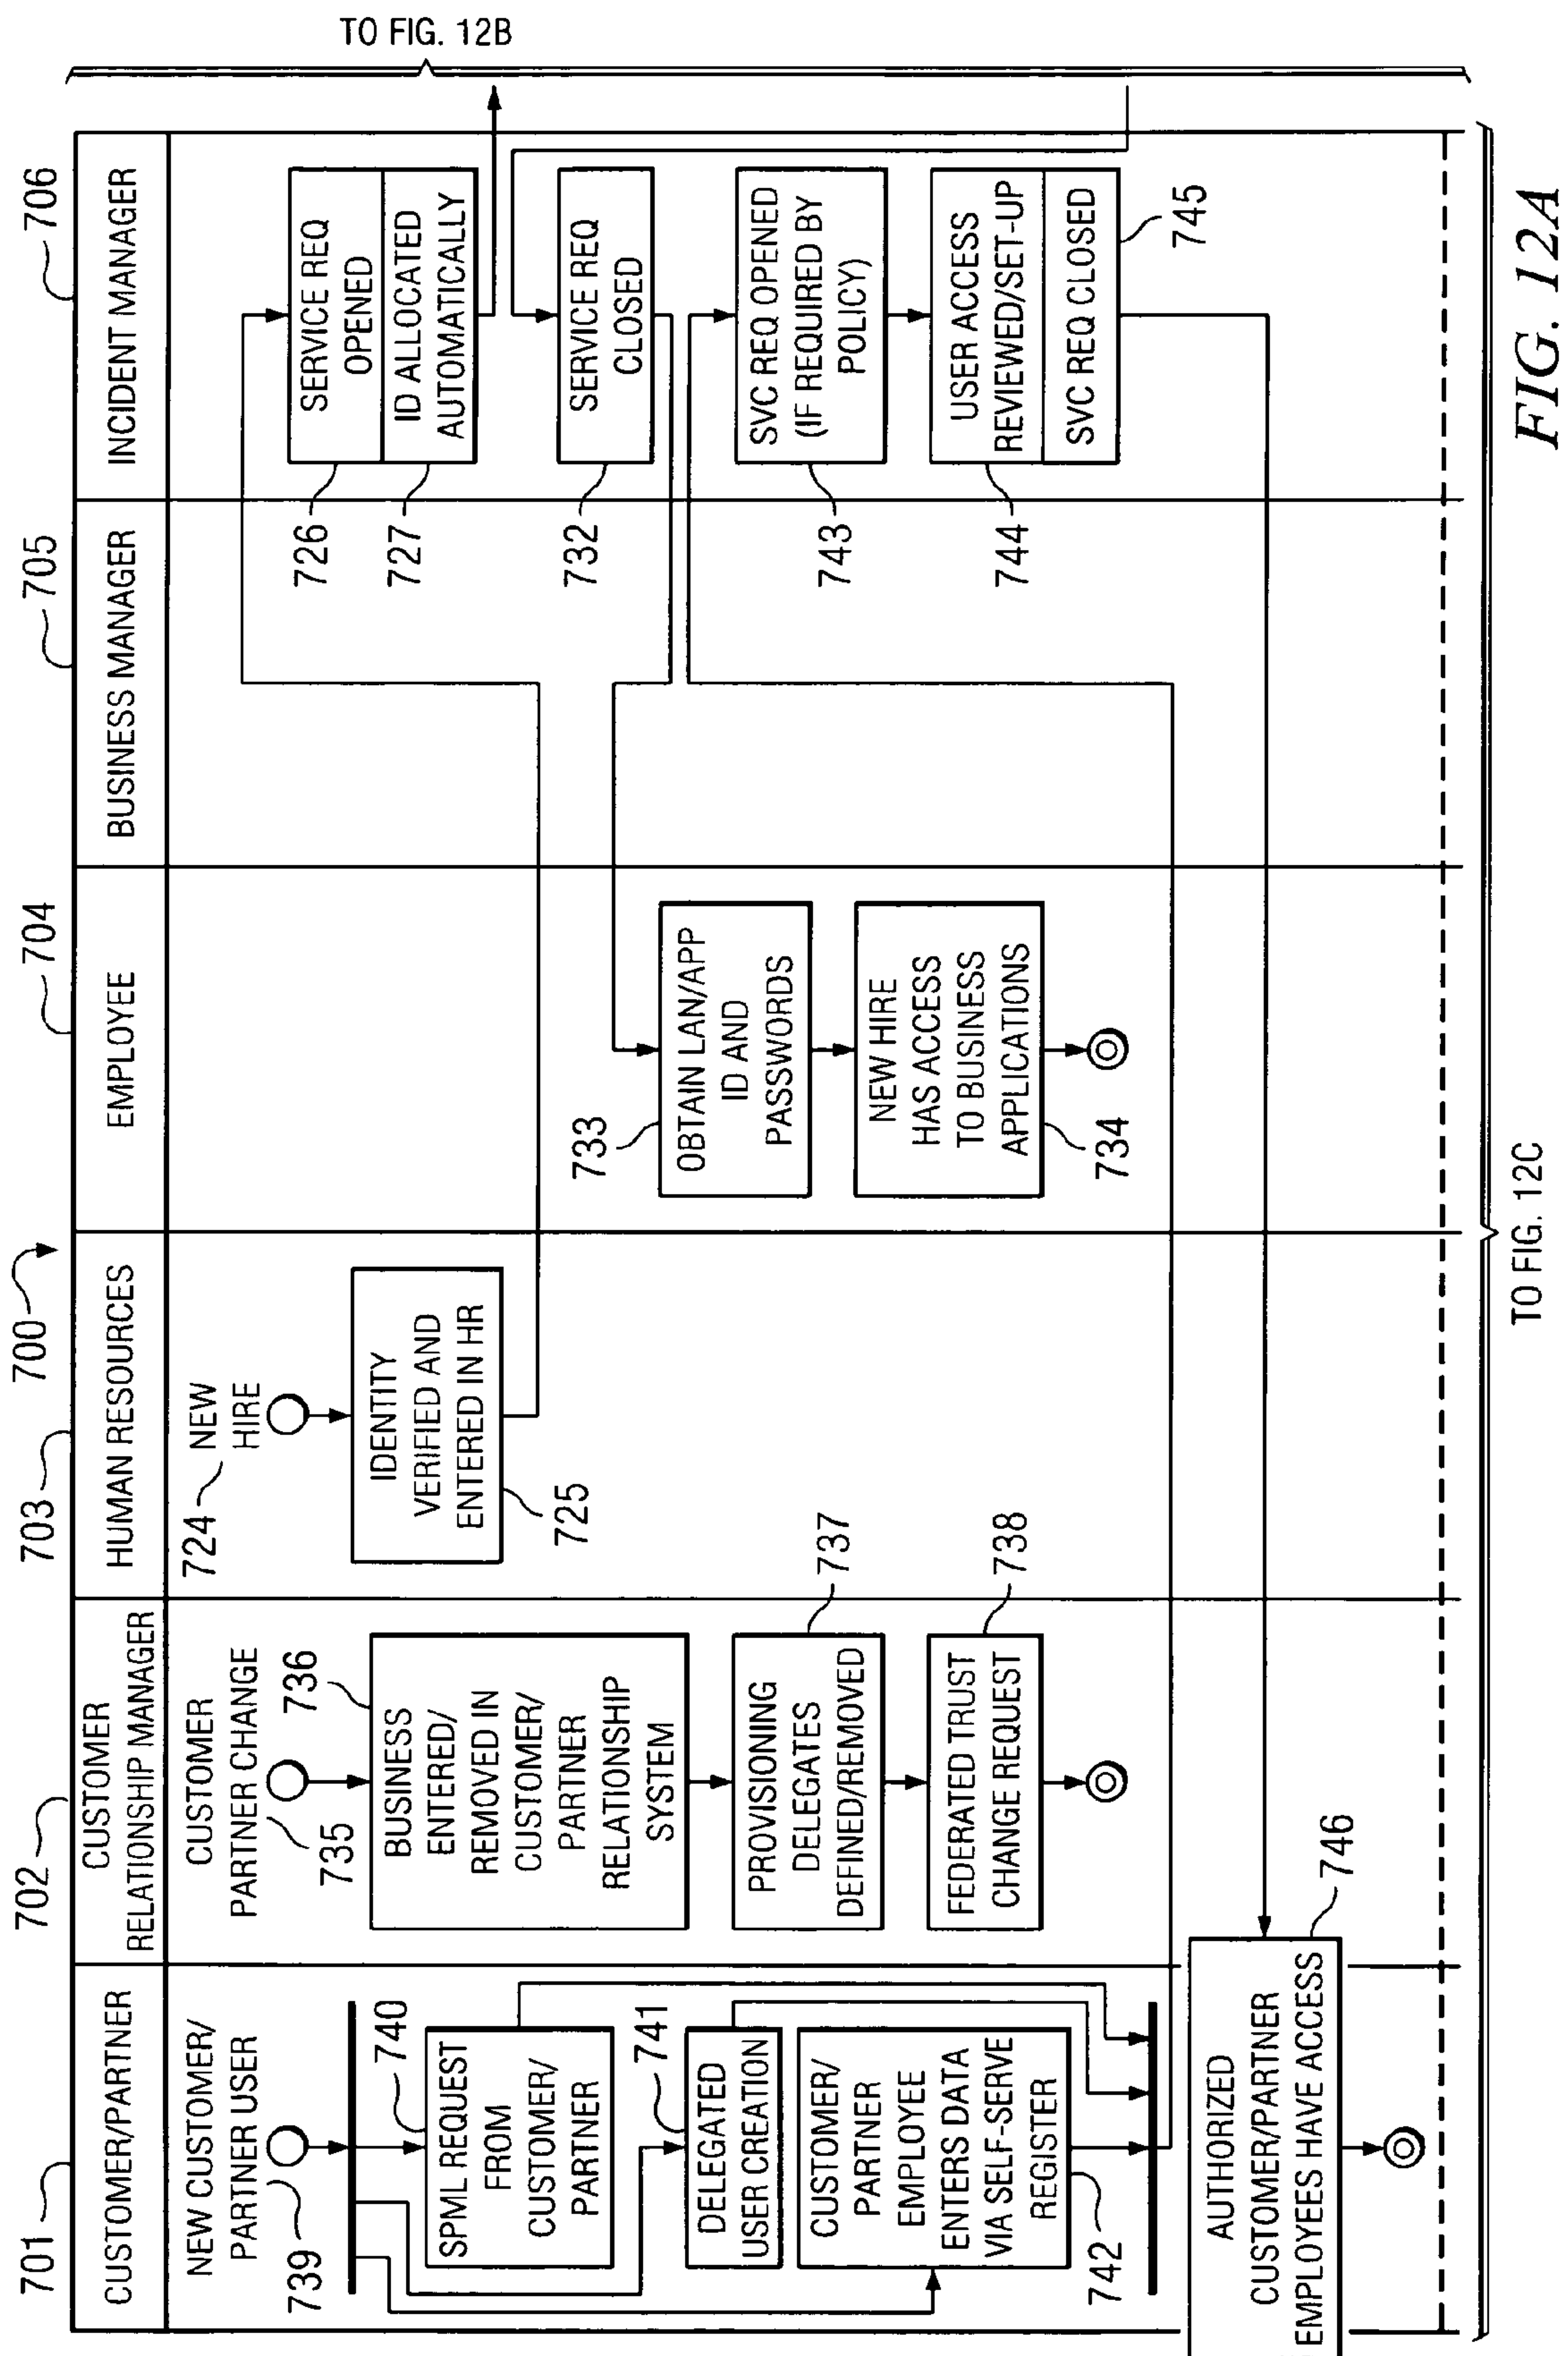 700
701
CUSTOMER/PARTNER
702
CUSTOMER
RELATIONSHIP MANAGER
703
HUMAN RESOURCES
704
EMPLOYEE
705
BUSINESS MANAGER
706
INCIDENT MANAGER
NEW CUSTOMER/
PARTNER USER
739
740
SPML REQUEST
FROM
CUSTOMER/
PARTNER
741
DELEGATED
USER CREATION
CUSTOMER/
PARTNER
EMPLOYEE
ENTERS DATA
VIA SELF-SERVE
REGISTER
742
AUTHORIZED
CUSTOMER/PARTNER
EMPLOYEES HAVE ACCESS
746
CUSTOMER
PARTNER CHANGE
735
736
BUSINESS
ENTERED/
REMOVED IN
CUSTOMER/
PARTNER
RELATIONSHIP
SYSTEM
PROVISIONING
DELEGATES
DEFINED/REMOVED
737
FEDERATED TRUST
CHANGE REQUEST
738
724
NEW
HIRE
IDENTITY
VERIFIED AND
ENTERED IN HR
725
733
OBTAIN LAN/APP
ID AND
PASSWORDS
NEW HIRE
HAS ACCESS
TO BUSINESS
APPLICATIONS
734
SERVICE REQ
OPENED
726
ID ALLOCATED
AUTOMATICALLY
727
SERVICE REQ
CLOSED
732
SVC REQ OPENED
(IF REQUIRED BY
POLICY)
743
USER ACCESS
REVIEWED/SET-UP
744
SVC REQ CLOSED
745
TO FIG. 12B
TO FIG. 12C
FIG. 12A